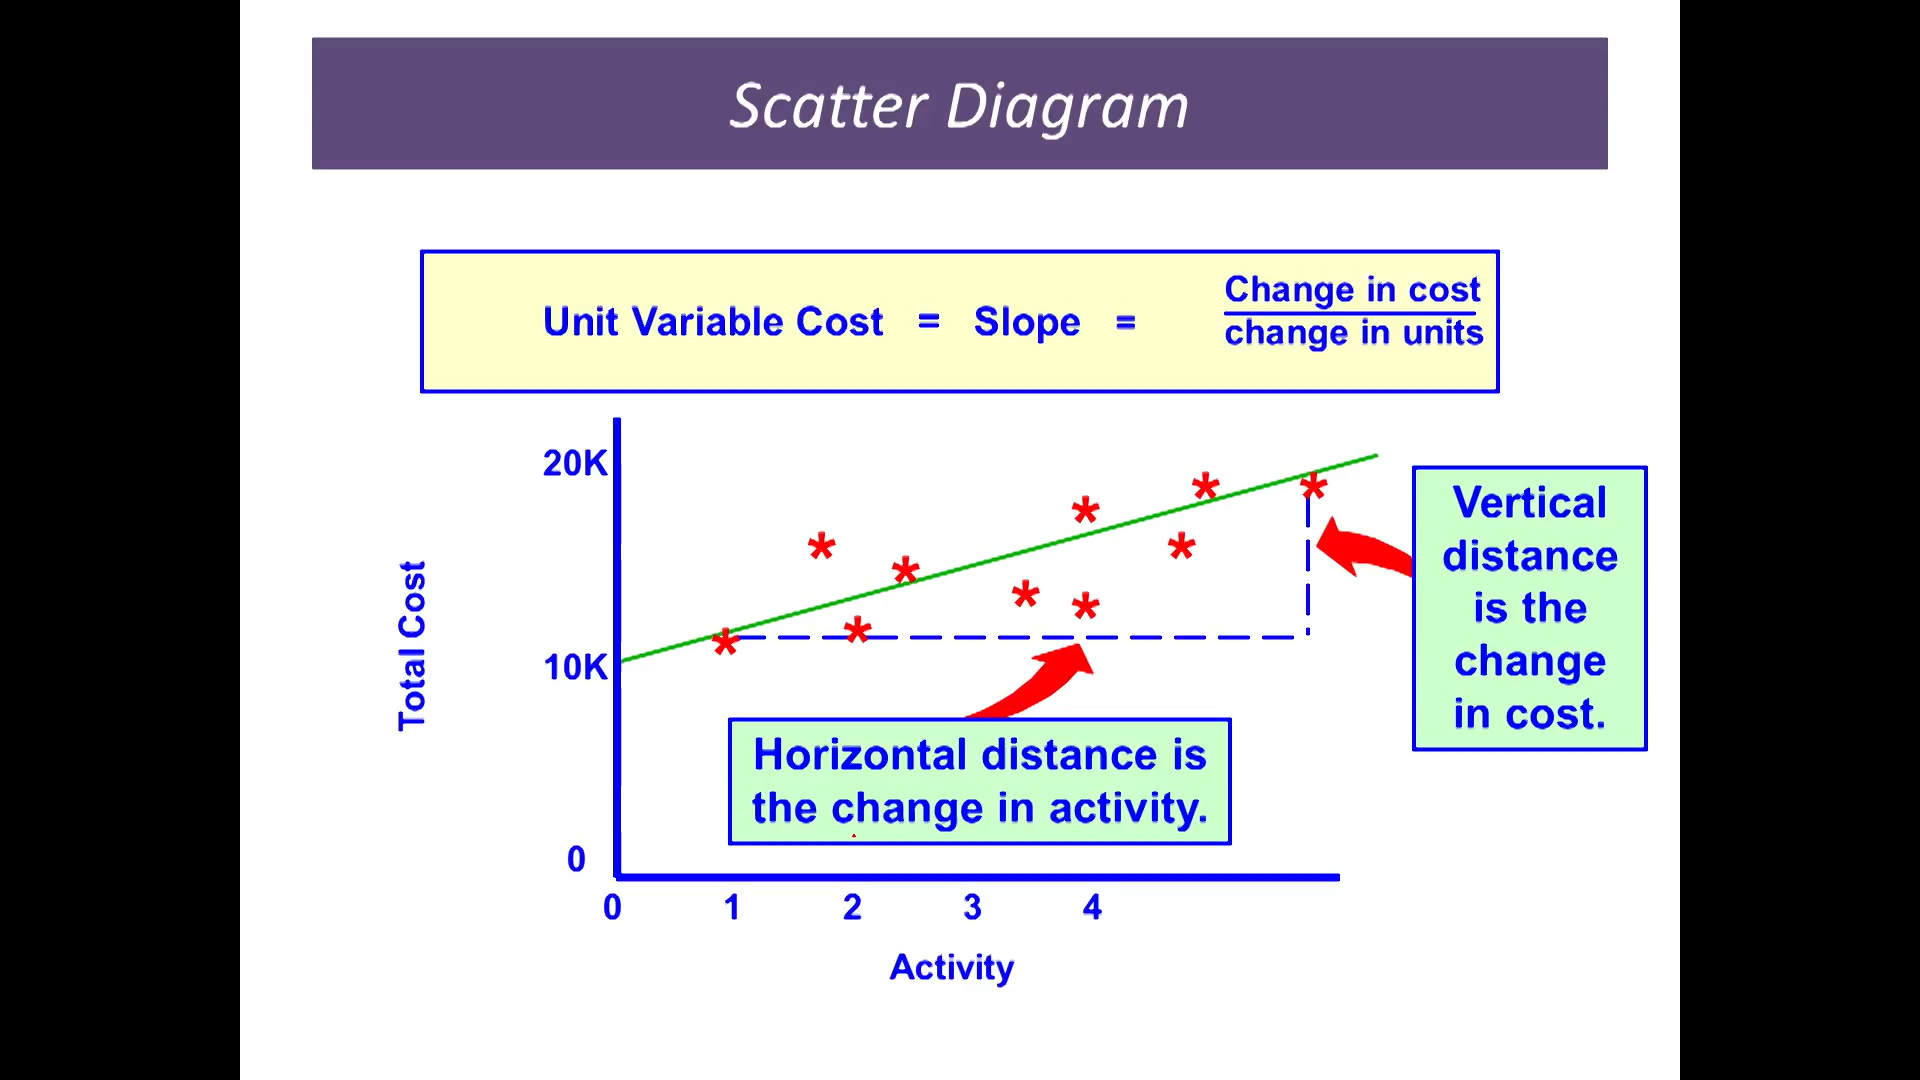 Scatter Diagram
Unit Variable Cost = Slope =
Change in cost
change in units
20K
10K
0
Total Cost
Vertical
distance
is the
change
in cost.
Horizontal distance is
the change in activity.
0 1 2 3 4
Activity